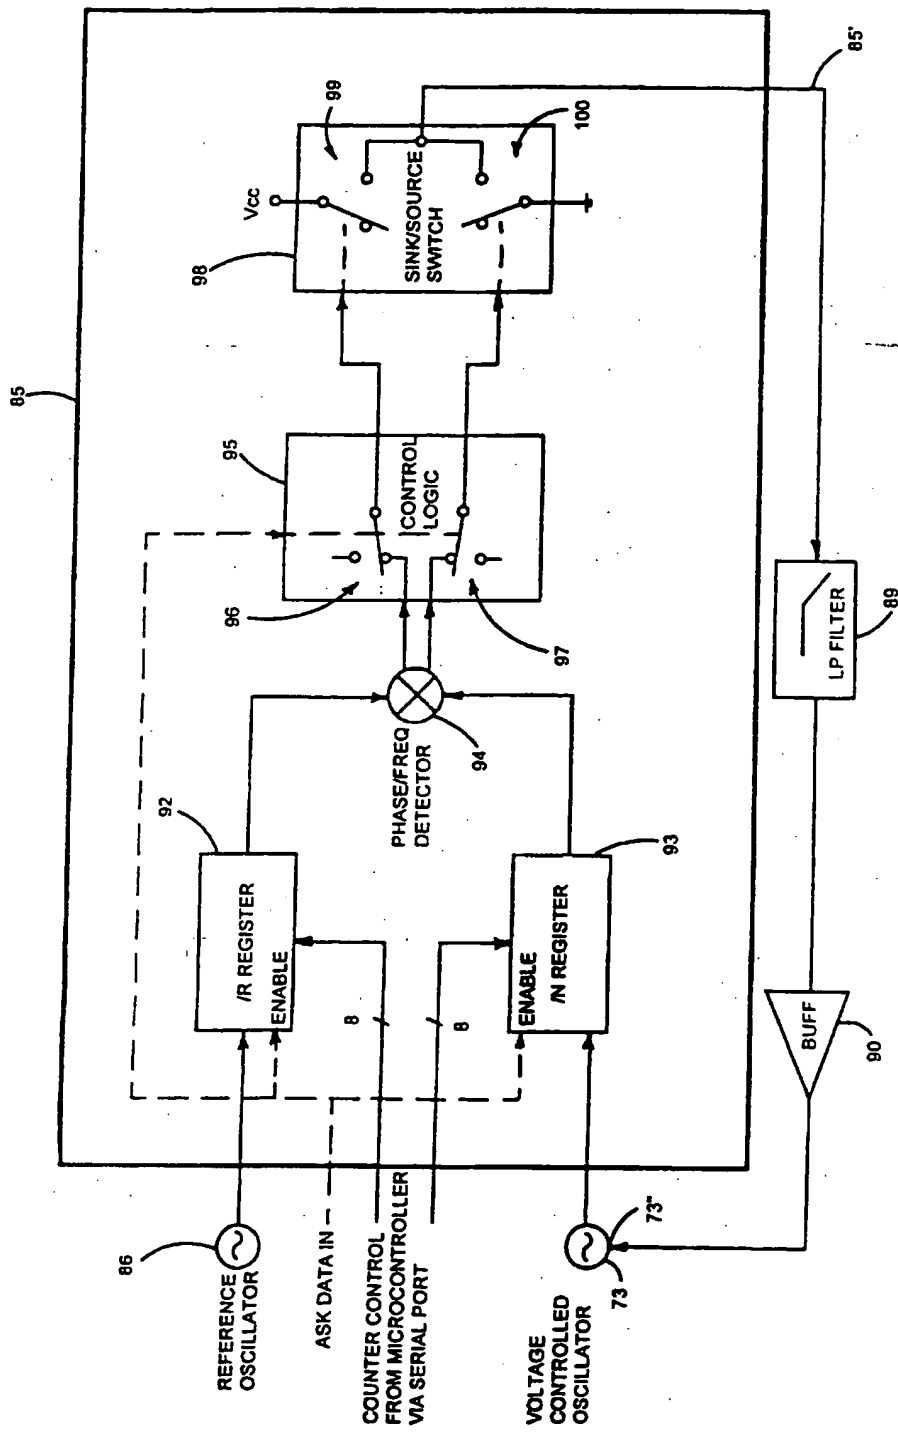 85
Vcc
99
98
SINK/SOURCE
SWITCH
100
85'
95
CONTROL
LOGIC
96
97
92
/R REGISTER
ENABLE
PHASE/FREQ
DETECTOR
94
93
ENABLE
/N REGISTER
8
8
86
REFERENCE
OSCILLATOR
ASK DATA IN
COUNTER CONTROL
FROM MICROCONTROLLER
VIA SERIAL PORT
VOLTAGE
CONTROLLED
OSCILLATOR
73
73"
LP FILTER
89
BUFF
90